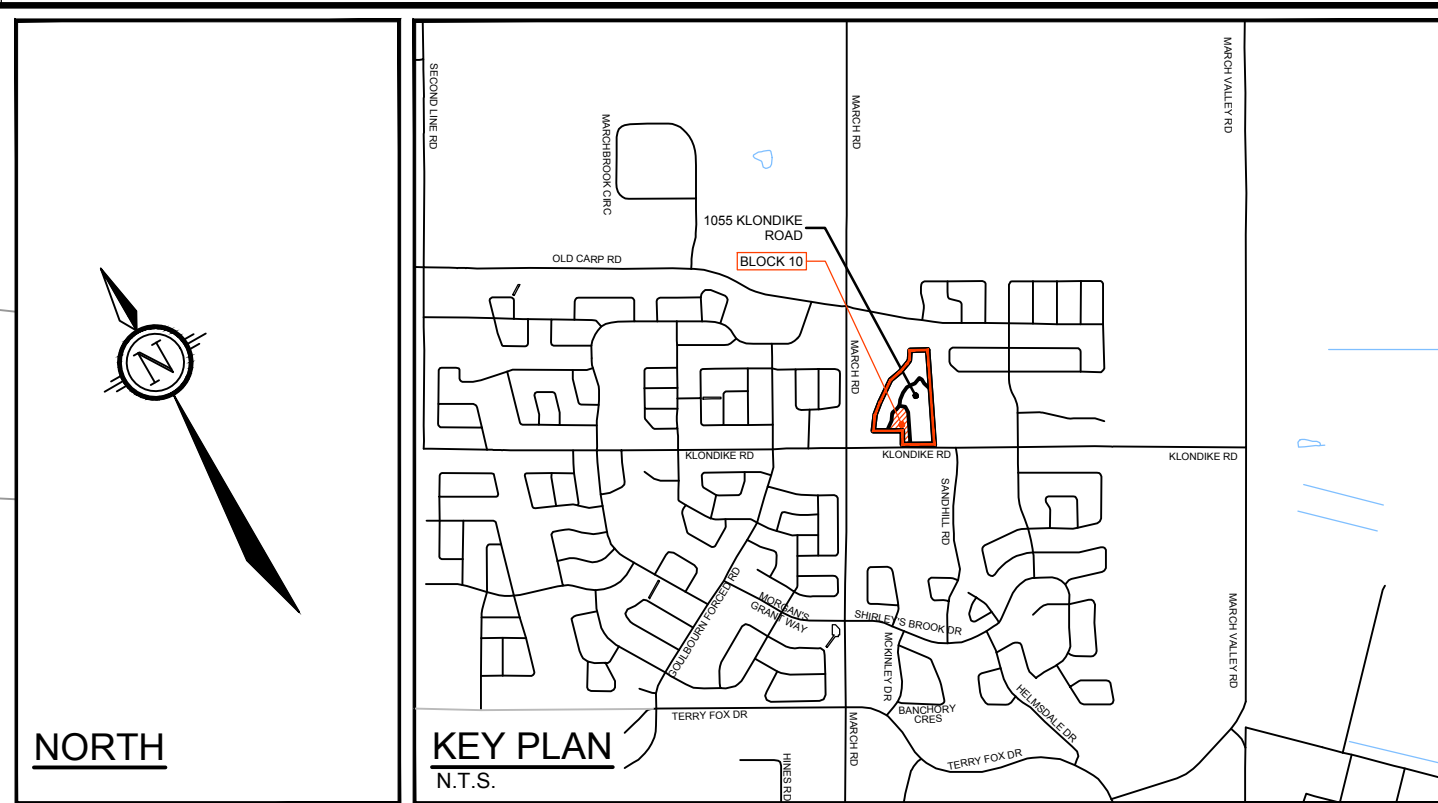 N
NORTH
SECOND LINE RD
MARCHBROOK CIRC
MARCH RD
MARCH VALLEY RD
1055 KLONDIKE
ROAD
BLOCK 10
OLD CARP RD
MARCH RD
KLONDIKE RD
KLONDIKE RD
KLONDIKE RD
SANDHILL RD
GOULBOURN FORCED RD
MORGAN'S
GRANT WAY
SHIRLEY'S BROOK DR
MCKINLEY DR
MARCH VALLEY RD
BANCHORY
CRES
HELMSDALE DR
TERRY FOX DR
MARCH RD
TERRY FOX DR
HINES RD
KEY PLAN
N.T.S.